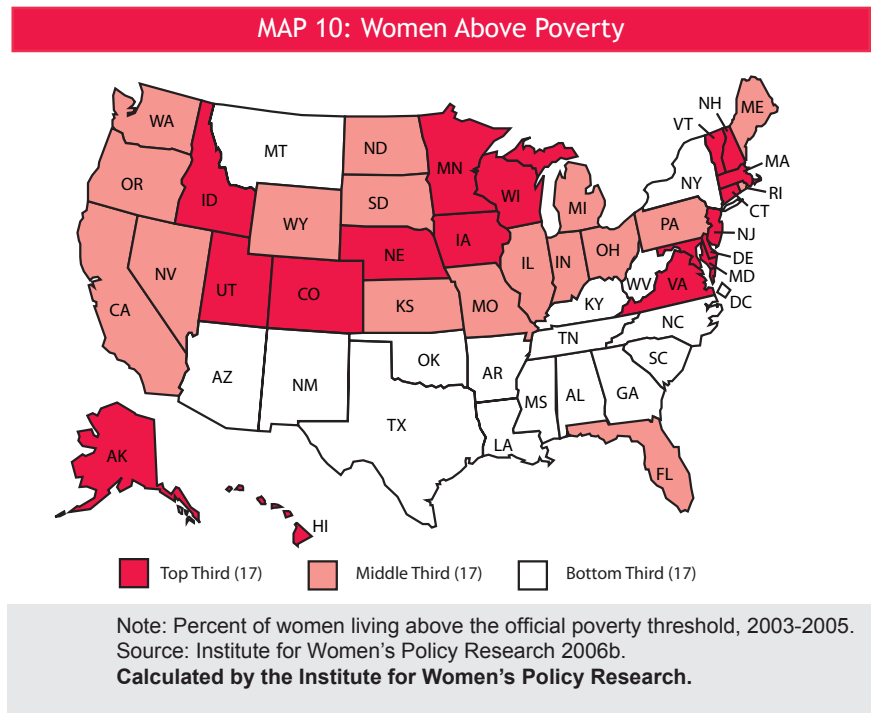 MAP 10: Women Above Poverty
NH
ME
VT
WA
MT
ND
MN
MA
OR
ID
WI
NY
RI
SD
MI
CT
WY
PA
NJ
IA
NE
OH
DE
NV
IL
IN
MD
UT
CO
WV
VA
CA
KS
MO
KY
DC
NC
TN
OK
AZ
NM
AR
SC
MS
AL
GA
TX
LA
AK
FL
HI
Top Third (17)
Middle Third (17)
Bottom Third (17)
Note: Percent of women living above the official poverty threshold, 2003-2005.
Source: Institute for Women's Policy Research 2006b.
Calculated by the Institute for Women's Policy Research.